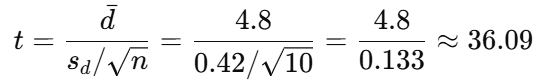 t = d̄ / (s_d/√n) = 4.8 / (0.42/√10) = 4.8 / 0.133 ≈ 36.09